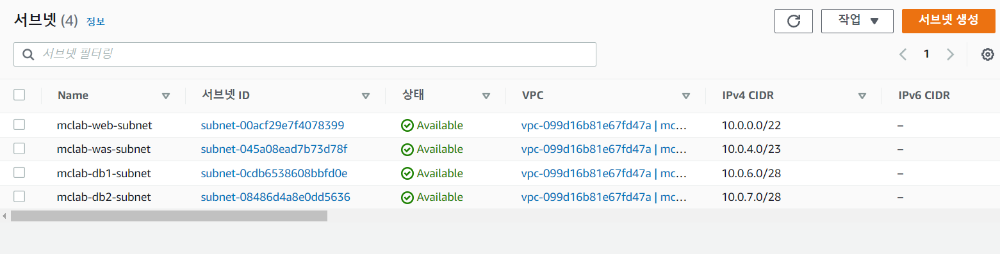 서브넷 (4) 정보 작업 서브넷 생성
서브넷 필터링 1
Name 서브넷 ID 상태 VPC IPv4 CIDR IPv6 CIDR
mclab-web-subnet subnet-00acf29e7f4078399 Available vpc-099d16b81e67fd47a | mc... 10.0.0.0/22 –
mclab-was-subnet subnet-045a08ead7b73d78f Available vpc-099d16b81e67fd47a | mc... 10.0.4.0/23 –
mclab-db1-subnet subnet-0cdb6538608bbfd0e Available vpc-099d16b81e67fd47a | mc... 10.0.6.0/28 –
mclab-db2-subnet subnet-08486d4a8e0dd5636 Available vpc-099d16b81e67fd47a | mc... 10.0.7.0/28 –